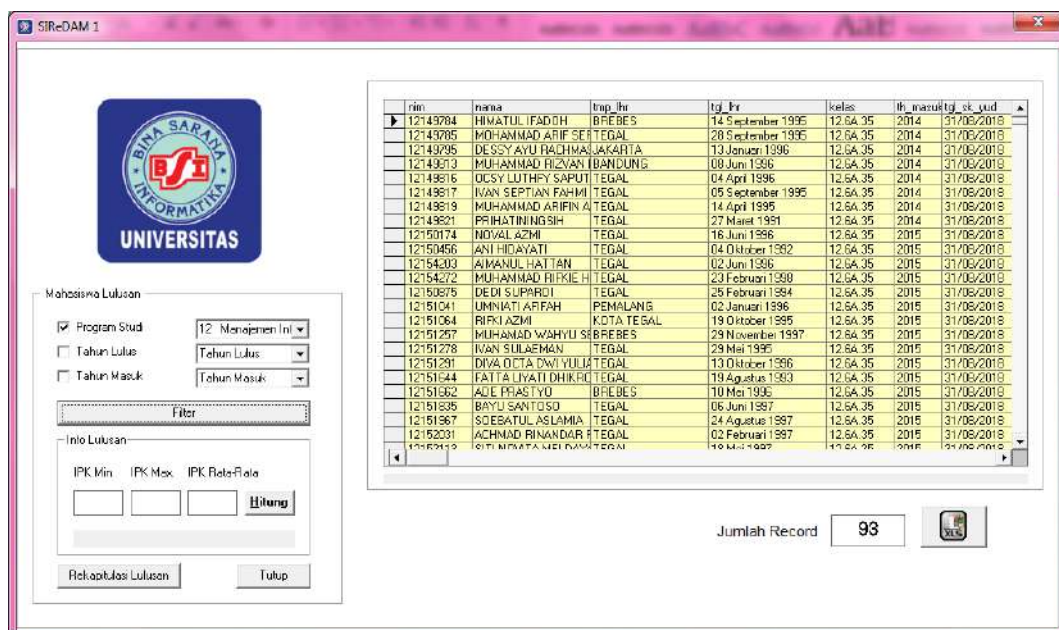 SIReDAM 1
BINA SARANA
BSI
INFORMATIKA
UNIVERSITAS
Mahasiswa Lulusan
Program Studi 12 Manajemen Inf
Tahun Lulus Tahun Lulus
Tahun Masuk Tahun Masuk
Filter
Info Lulusan
IPK Min IPK Max IPK Rata-Rata
Hitung
Rekapitulasi Lulusan Tutup
nim nama tmp_lhr tgl_lhr kelas th_masuk tgl_sk_yud
12149784 HIMATUL IFADOH BREBES 14 September 1995 12.6A.35 2014 31/08/2018
12149785 MOHAMMAD ARIF SE TEGAL 28 September 1995 12.6A.35 2014 31/08/2018
12149795 DESSY AYU RACHMA JAKARTA 13 Januari 1996 12.6A.35 2014 31/08/2018
12149813 MUHAMMAD RIZVAN BANDUNG 08 Juni 1996 12.6A.35 2014 31/08/2018
12149816 OCSY LUTHFY SAPUT TEGAL 04 April 1996 12.6A.35 2014 31/08/2018
12149817 IVAN SEPTIAN FAHMI TEGAL 05 September 1995 12.6A.35 2014 31/08/2018
12149819 MUHAMMAD ARIFIN A TEGAL 14 April 1995 12.6A.35 2014 31/08/2018
12149821 PRIHATININGSIH TEGAL 27 Maret 1991 12.6A.35 2014 31/08/2018
12150174 NOVAL AZMI TEGAL 16 Juni 1996 12.6A.35 2015 31/08/2018
12150456 ANI HIDAYATI TEGAL 04 Oktober 1992 12.6A.35 2015 31/08/2018
12154203 AIMANUL HATTAN TEGAL 02 Juni 1996 12.6A.35 2015 31/08/2018
12154272 MUHAMMAD RIFKIE H TEGAL 23 Februari 1998 12.6A.35 2015 31/08/2018
12150875 DEDI SUPARDI TEGAL 25 Februari 1994 12.6A.35 2015 31/08/2018
12151041 UMNIATI ARFAH PEMALANG 02 Januari 1996 12.6A.35 2015 31/08/2018
12151064 RIFKI AZMI KOTA TEGAL 19 Oktober 1995 12.6A.35 2015 31/08/2018
12151257 MUHAMAD WAHYU SE BREBES 29 November 1997 12.6A.35 2015 31/08/2018
12151278 IVAN SULAEMAN TEGAL 29 Mei 1995 12.6A.35 2015 31/08/2018
12151291 DIVA OCTA DWI YULIA TEGAL 13 Oktober 1996 12.6A.35 2015 31/08/2018
12151644 FATTA LIYATI DHIKRO TEGAL 19 Agustus 1993 12.6A.35 2015 31/08/2018
12151662 ADE PRASTYO BREBES 10 Mei 1996 12.6A.35 2015 31/08/2018
12151835 BAYU SANTOSO TEGAL 06 Juni 1997 12.6A.35 2015 31/08/2018
12151967 SOEBATUL ASLAMIA TEGAL 24 Agustus 1997 12.6A.35 2015 31/08/2018
12152031 ACHMAD RINANDAR TEGAL 02 Februari 1997 12.6A.35 2015 31/08/2018
Jumlah Record 93
XLS